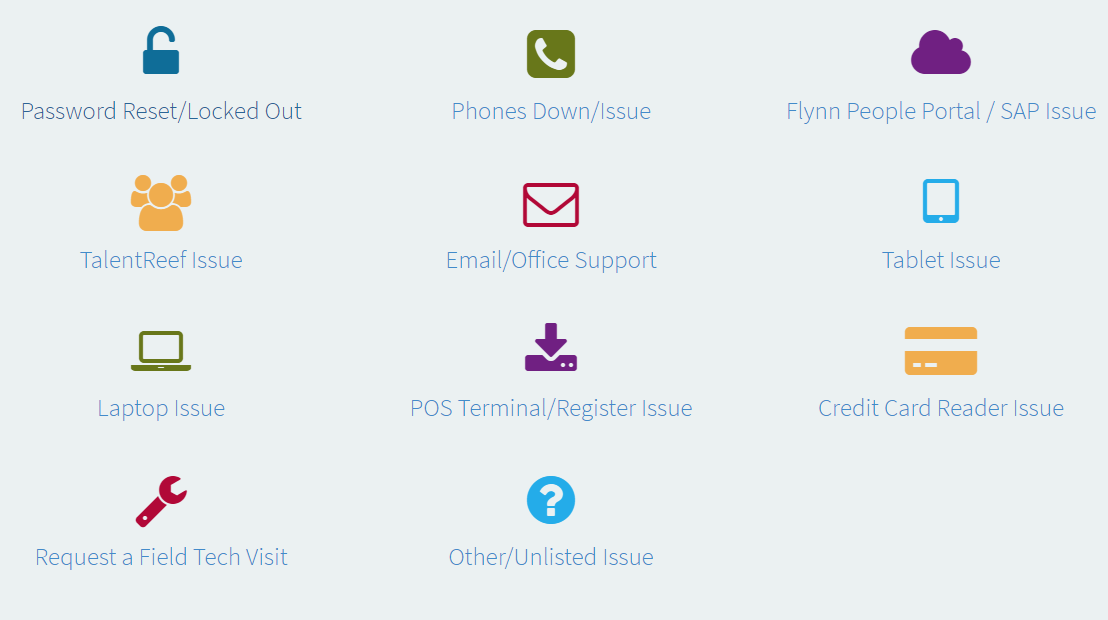 Password Reset/Locked Out
Phones Down/Issue
Flynn People Portal / SAP Issue
TalentReef Issue
Email/Office Support
Tablet Issue
Laptop Issue
POS Terminal/Register Issue
Credit Card Reader Issue
Request a Field Tech Visit
Other/Unlisted Issue